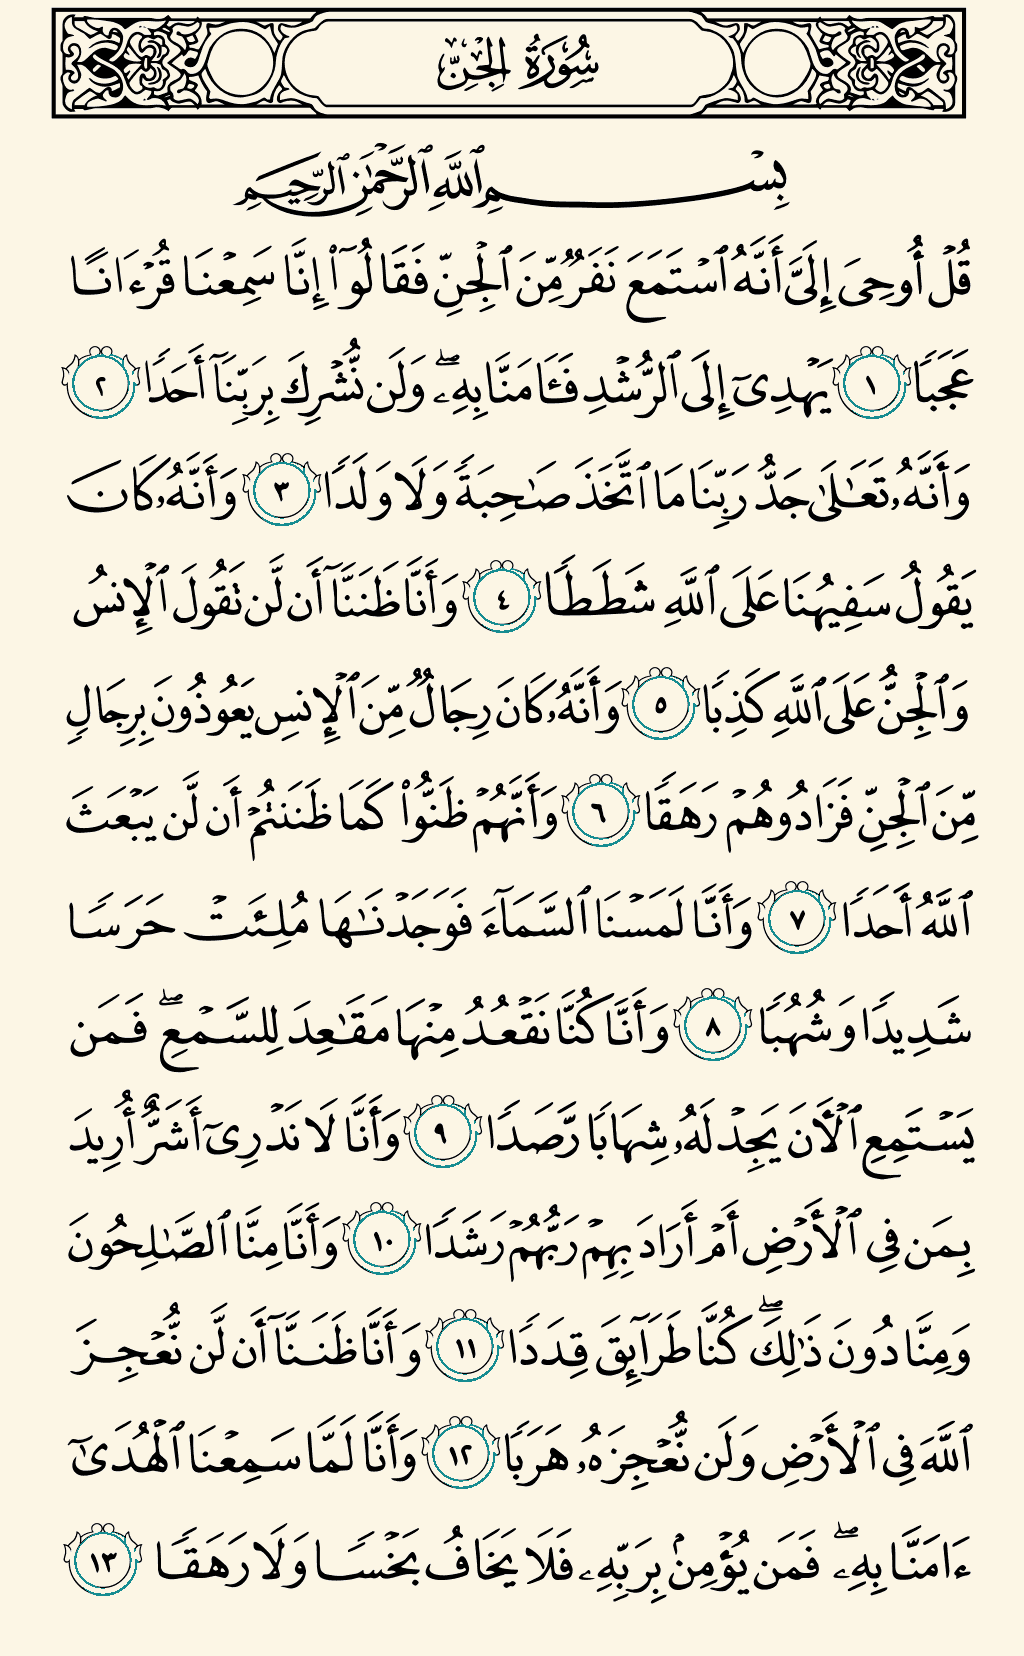 سُورَةُ الجِنِّ
بِسْمِ ٱللَّهِ ٱلرَّحْمَٰنِ ٱلرَّحِيمِ
قُلْ أُوحِىَ إِلَىَّ أَنَّهُ ٱسْتَمَعَ نَفَرٌ مِّنَ ٱلْجِنِّ فَقَالُوٓا۟ إِنَّا سَمِعْنَا قُرْءَانًا
عَجَبًا ١ يَهْدِىٓ إِلَى ٱلرُّشْدِ فَـَٔامَنَّا بِهِۦ ۖ وَلَن نُّشْرِكَ بِرَبِّنَآ أَحَدًا ٢
وَأَنَّهُۥ تَعَـٰلَىٰ جَدُّ رَبِّنَا مَا ٱتَّخَذَ صَـٰحِبَةً وَلَا وَلَدًا ٣ وَأَنَّهُۥ كَانَ
يَقُولُ سَفِيهُنَا عَلَى ٱللَّهِ شَطَطًا ٤ وَأَنَّا ظَنَنَّآ أَن لَّن تَقُولَ ٱلْإِنسُ
وَٱلْجِنُّ عَلَى ٱللَّهِ كَذِبًا ٥ وَأَنَّهُۥ كَانَ رِجَالٌ مِّنَ ٱلْإِنسِ يَعُوذُونَ بِرِجَالٍ
مِّنَ ٱلْجِنِّ فَزَادُوهُمْ رَهَقًا ٦ وَأَنَّهُمْ ظَنُّوا۟ كَمَا ظَنَنتُمْ أَن لَّن يَبْعَثَ
ٱللَّهُ أَحَدًا ٧ وَأَنَّا لَمَسْنَا ٱلسَّمَآءَ فَوَجَدْنَـٰهَا مُلِئَتْ حَرَسًا
شَدِيدًا وَشُهُبًا ٨ وَأَنَّا كُنَّا نَقْعُدُ مِنْهَا مَقَـٰعِدَ لِلسَّمْعِ ۖ فَمَن
يَسْتَمِعِ ٱلْـَٔانَ يَجِدْ لَهُۥ شِهَابًا رَّصَدًا ٩ وَأَنَّا لَا نَدْرِىٓ أَشَرٌّ أُرِيدَ
بِمَن فِى ٱلْأَرْضِ أَمْ أَرَادَ بِهِمْ رَبُّهُمْ رَشَدًا ١٠ وَأَنَّا مِنَّا ٱلصَّـٰلِحُونَ
وَمِنَّا دُونَ ذَٰلِكَ ۖ كُنَّا طَرَآئِقَ قِدَدًا ١١ وَأَنَّا ظَنَنَّآ أَن لَّن نُّعْجِزَ
ٱللَّهَ فِى ٱلْأَرْضِ وَلَن نُّعْجِزَهُۥ هَرَبًا ١٢ وَأَنَّا لَمَّا سَمِعْنَا ٱلْهُدَىٰٓ
ءَامَنَّا بِهِۦ ۖ فَمَن يُؤْمِنۢ بِرَبِّهِۦ فَلَا يَخَافُ بَخْسًا وَلَا رَهَقًا ١٣